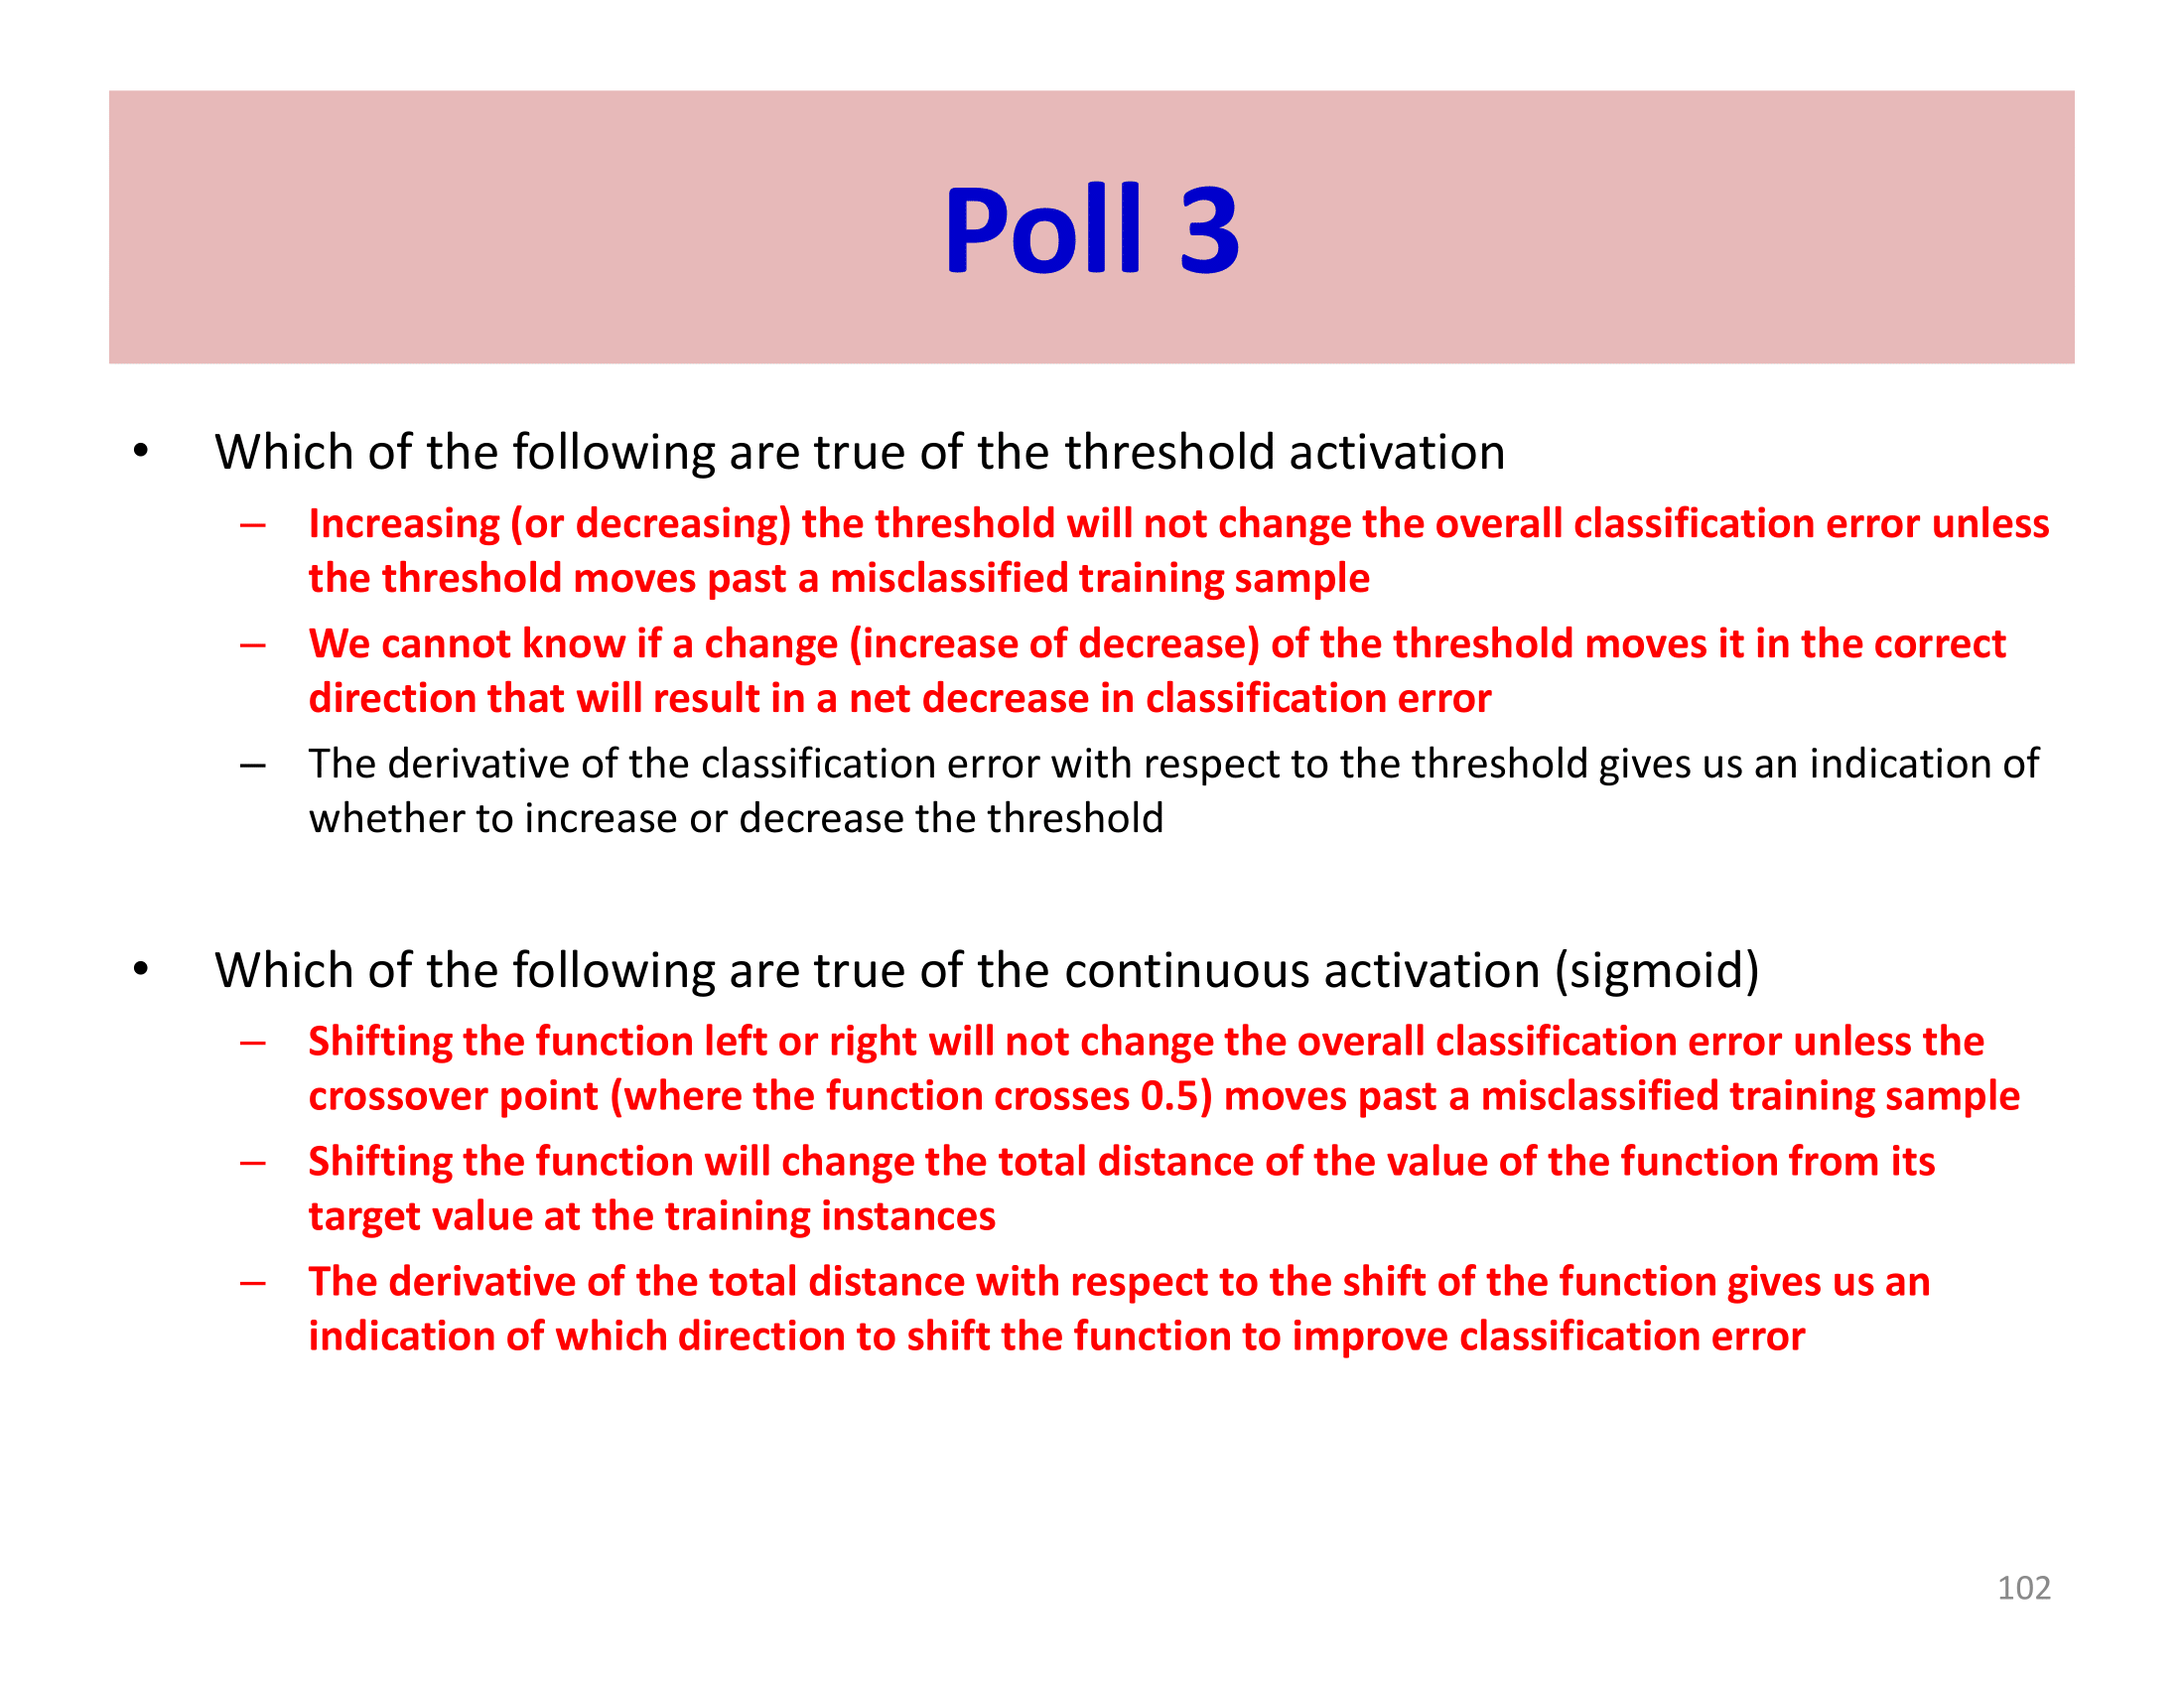 Poll 3
• Which of the following are true of the threshold activation
– Increasing (or decreasing) the threshold will not change the overall classification error unless
the threshold moves past a misclassified training sample
– We cannot know if a change (increase of decrease) of the threshold moves it in the correct
direction that will result in a net decrease in classification error
– The derivative of the classification error with respect to the threshold gives us an indication of
whether to increase or decrease the threshold
• Which of the following are true of the continuous activation (sigmoid)
– Shifting the function left or right will not change the overall classification error unless the
crossover point (where the function crosses 0.5) moves past a misclassified training sample
– Shifting the function will change the total distance of the value of the function from its
target value at the training instances
– The derivative of the total distance with respect to the shift of the function gives us an
indication of which direction to shift the function to improve classification error
102